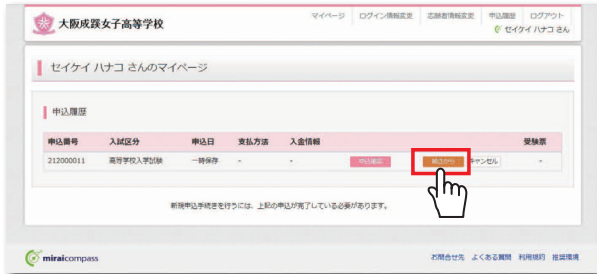 大阪成蹊女子高等学校
マイページ ログイン情報変更 志願者情報変更 申込履歴 ログアウト
セイケイ ハナコ さん
セイケイ ハナコ さんのマイページ
申込履歴
申込番号 入試区分 申込日 支払方法 入金情報 受験票
212000011 高等学校入学試験 一時保存 - - 申込確認 続きから キャンセル -
新規申込手続きを行うには、上記の申込が完了している必要があります。
miraicompass
お問合せ先 よくある質問 利用規約 推奨環境